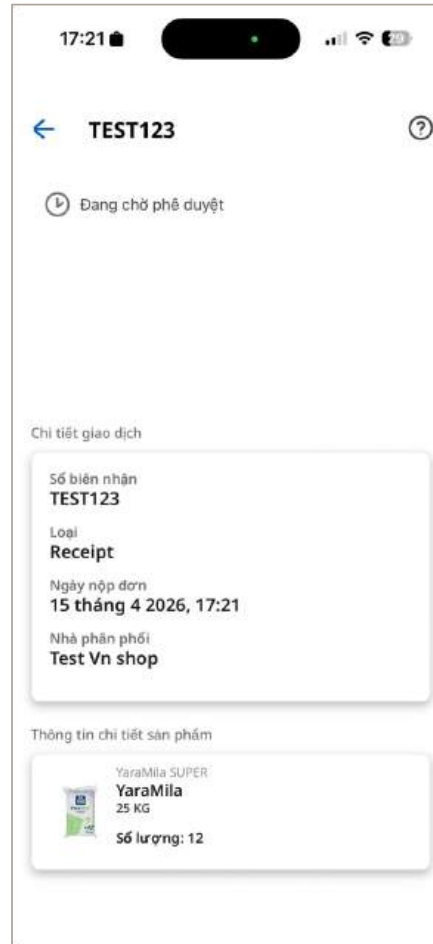 17:21
29
TEST123
Đang chờ phê duyệt
Chi tiết giao dịch
Số biên nhận
TEST123
Loại
Receipt
Ngày nộp đơn
15 tháng 4 2026, 17:21
Nhà phân phối
Test Vn shop
Thông tin chi tiết sản phẩm
YaraMila SUPER
YaraMila
25 KG
Số lượng: 12